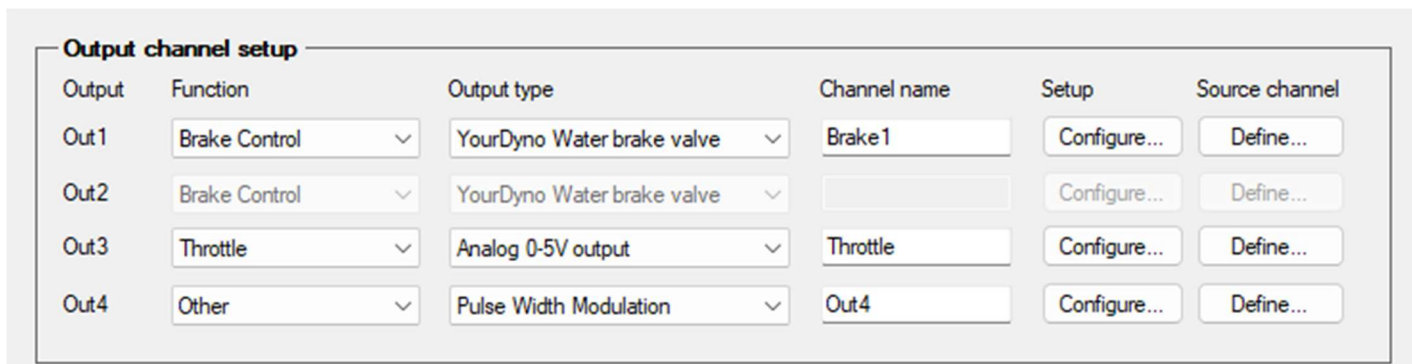 Output channel setup
Output Function Output type Channel name Setup Source channel
Out1 Brake Control YourDyno Water brake valve Brake1 Configure... Define...
Out2 Brake Control YourDyno Water brake valve Configure... Define...
Out3 Throttle Analog 0-5V output Throttle Configure... Define...
Out4 Other Pulse Width Modulation Out4 Configure... Define...